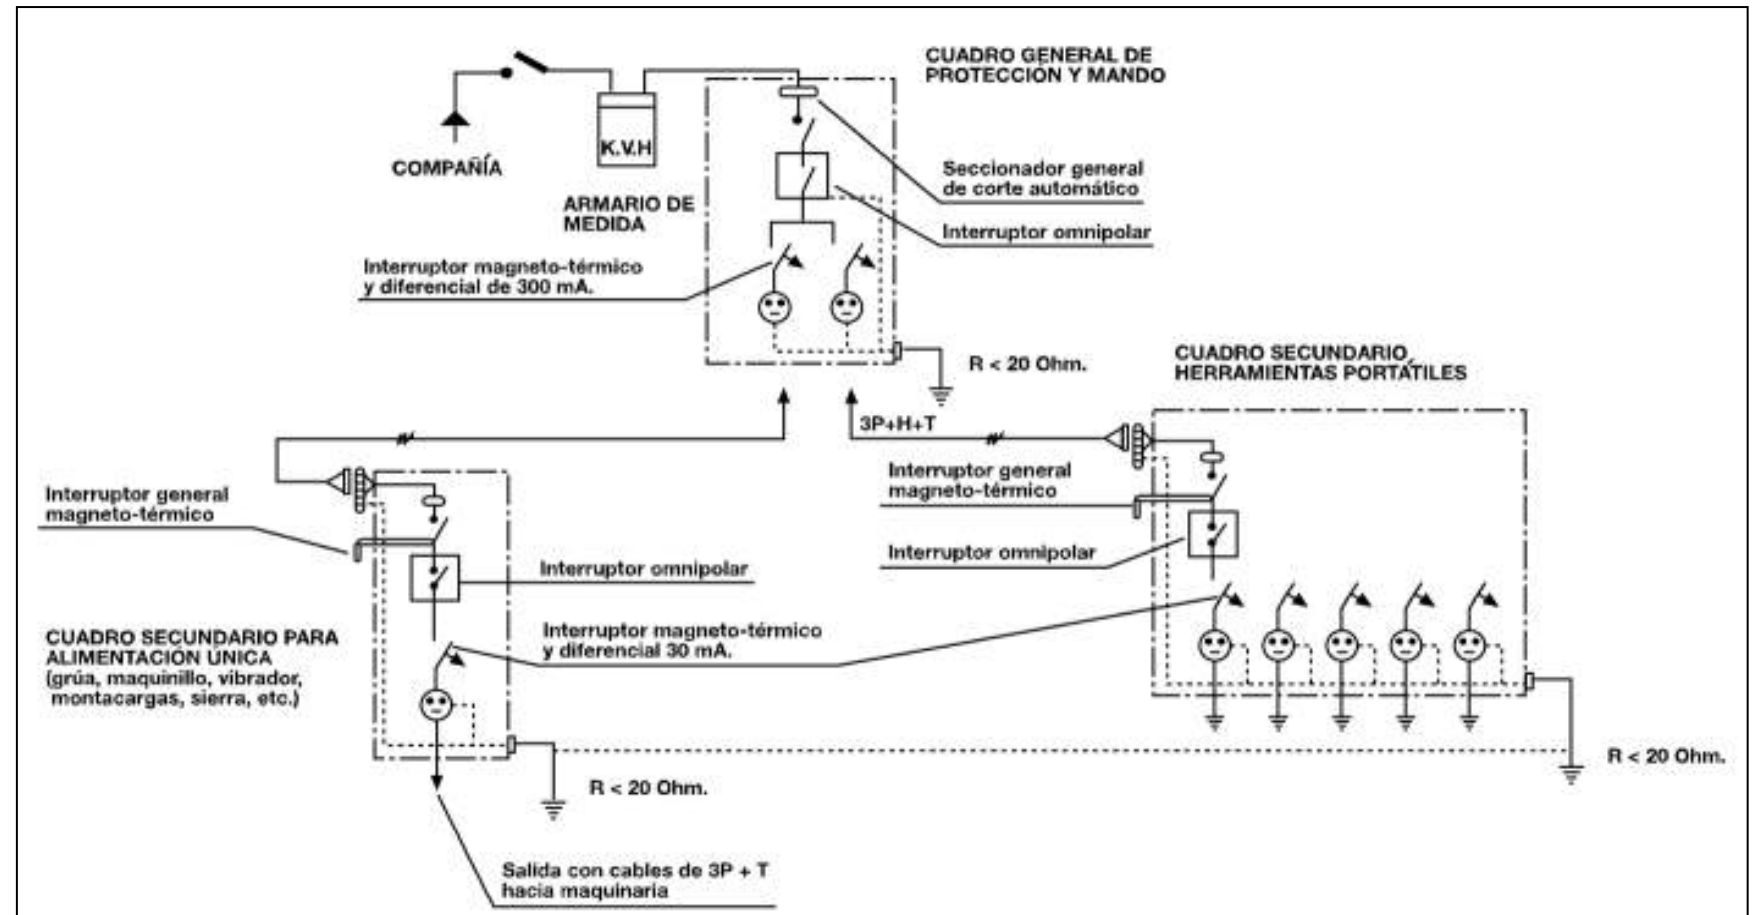 CUADRO GENERAL DE
PROTECCIÓN Y MANDO
K.V.H
COMPAÑÍA
Seccionador general
de corte automático
ARMARIO DE
MEDIDA
Interruptor omnipolar
Interruptor magneto-térmico
y diferencial de 300 mA.
R < 20 Ohm.
CUADRO SECUNDARIO
HERRAMIENTAS PORTÁTILES
3P+H+T
Interruptor general
magneto-térmico
Interruptor general
magneto-térmico
Interruptor omnipolar
Interruptor omnipolar
CUADRO SECUNDARIO PARA
ALIMENTACIÓN ÚNICA
(grúa, maquinillo, vibrador,
montacargas, sierra, etc.)
Interruptor magneto-térmico
y diferencial 30 mA.
R < 20 Ohm.
R < 20 Ohm.
Salida con cables de 3P + T
hacia maquinaria